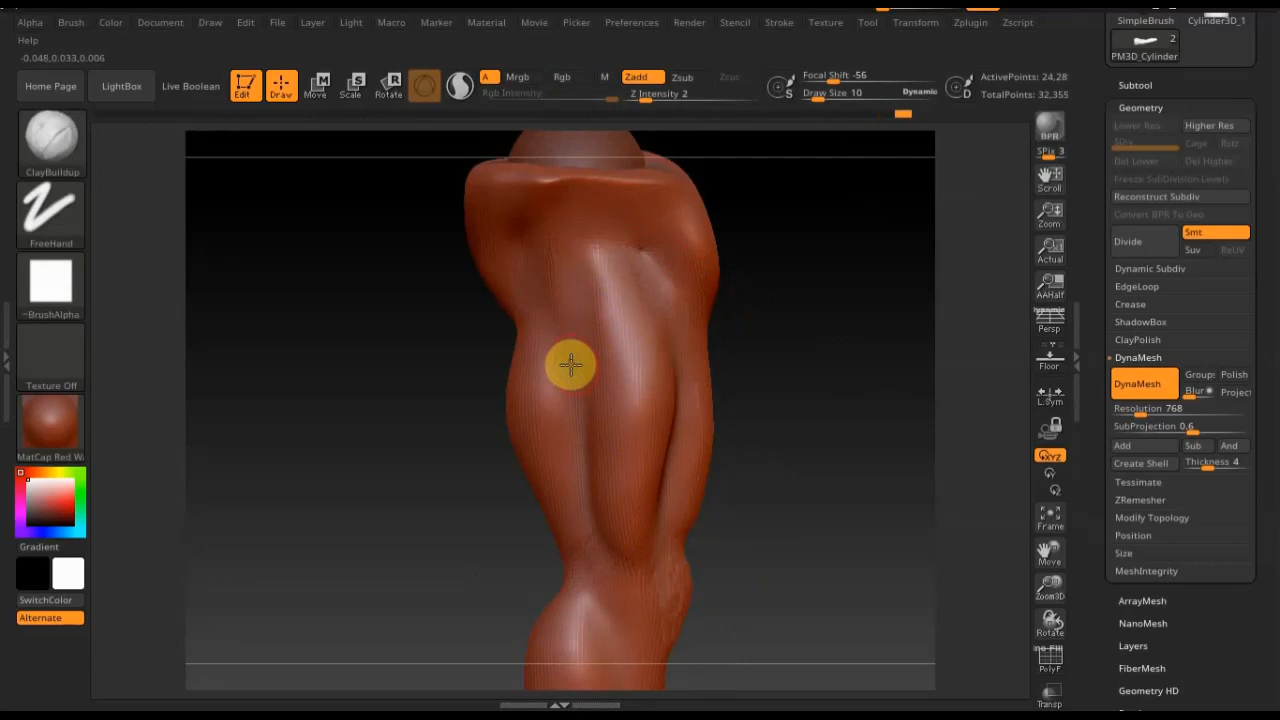 Alpha Brush Color Document Draw Edit File Layer Light Macro Marker Material Movie Picker Preferences Render Stencil Stroke Texture Tool Transform Zplugin Zscript
Help
-0.048,0.033,0.006
Home Page
LightBox
Live Boolean
Edit
Draw
Move
Scale
Rotate
A
Mrgb
Rgb
M
Rgb Intensity
Zadd
Zsub
Zcus
Z Intensity 2
Focal Shift -56
Draw Size 10
Dynamic
ActivePoints: 24,28
TotalPoints: 32,355
ClayBuildup
FreeHand
~BrushAlpha
Texture Off
MatCap Red W
Gradient
SwitchColor
Alternate
BPR
SPix 3
Scroll
Zoom
Actual
AAHalf
Persp
Floor
L.Sym
XYZ
Frame
Move
Zoom3D
Rotate
PolyF
Transp
SimpleBrush
Cylinder3D_1
2
PM3D_Cylinder
Subtool
Geometry
Lower Res
Higher Res
SDiv
Cage
Rstr
Del Lower
Del Higher
Freeze SubDivision Levels
Reconstruct Subdiv
Convert BPR To Geo
Divide
Smt
Suv
ReUV
Dynamic Subdiv
EdgeLoop
Crease
ShadowBox
ClayPolish
DynaMesh
DynaMesh
Groups
Polish
Blur
Project
Resolution 768
SubProjection 0.6
Add
Sub
And
Create Shell
Thickness 4
Tessimate
ZRemesher
Modify Topology
Position
Size
MeshIntegrity
ArrayMesh
NanoMesh
Layers
FiberMesh
Geometry HD